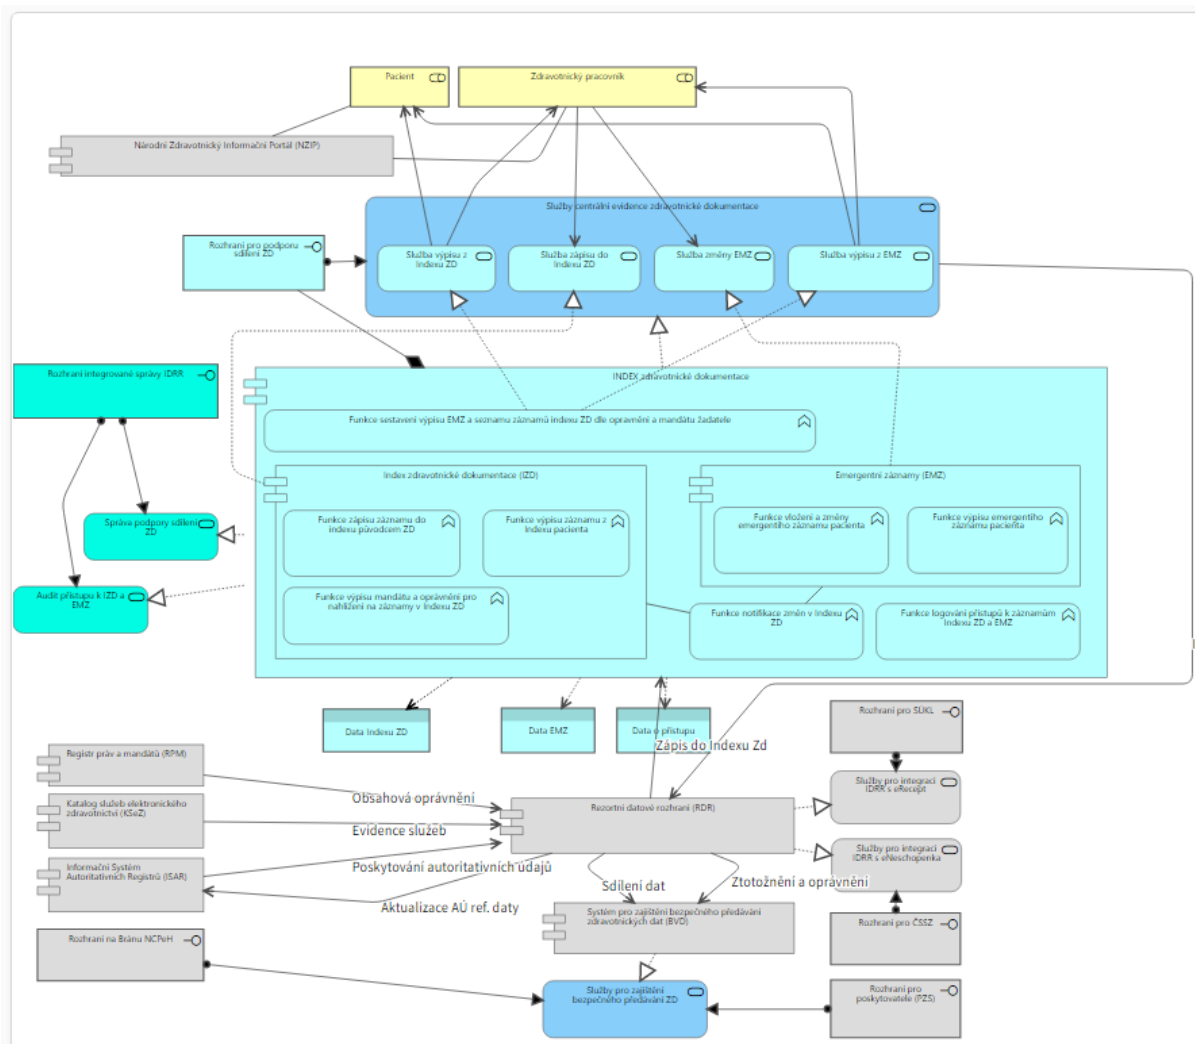 Pacient
Zdravotnický pracovník
Národní Zdravotnický Informační Portál (NZIP)
Služby centrální evidence zdravotnické dokumentace
Rozhraní pro podporu
sdílení ZD
Služba výpisu z
Indexu ZD
Služba zápisu do
Indexu ZD
Služba změny EMZ
Služba výpisu z EMZ
Rozhraní integrované správy IDRR
INDEX zdravotnické dokumentace
Funkce sestavení výpisu EMZ a seznamu záznamů indexu ZD dle opravnění a mandátu žadatele
Index zdravotnické dokumentace (IZD)
Emergentní záznamy (EMZ)
Funkce zápisu záznamu do
indexu původcem ZD
Funkce výpisu záznamu z
Indexu pacienta
Funkce vložení a změny
emergentího záznamu pacienta
Funkce výpisu emergentího
záznamu pacienta
Správa podpory sdílení
ZD
Audit přístupu k IZD a
EMZ
Funkce výpisu mandátu a oprávnění pro
nahlížení na záznamy v Indexu ZD
Funkce notifikace změn v Indexu
ZD
Funkce logování přístupů k záznamům
Indexu ZD a EMZ
Data Indexu ZD
Data EMZ
Data o přístupu
Zápis do Indexu Zd
Rozhraní pro SÚKL
Registr práv a mandátů (RPM)
Obsahová oprávnění
Služby pro integraci
IDRR s eRecept
Katalog služeb elektronického
zdravotnictví (KSeZ)
Evidence služeb
Rezortní datové rozhraní (RDR)
Služby pro integraci
IDRR s eNeschopenka
Informační Systém
Autoritativních Registrů (ISAR)
Poskytování autoritativních údajů
Sdílení dat
Ztotožnění a oprávnění
Aktualizace AÚ ref. daty
Systém pro zajištění bezpečného předávání
zdravotnických dat (BVD)
Rozhraní pro ČSSZ
Rozhraní na Bránu NCPeH
Služby pro zajištění
bezpečného předávání ZD
Rozhraní pro
poskytovatele (PZS)